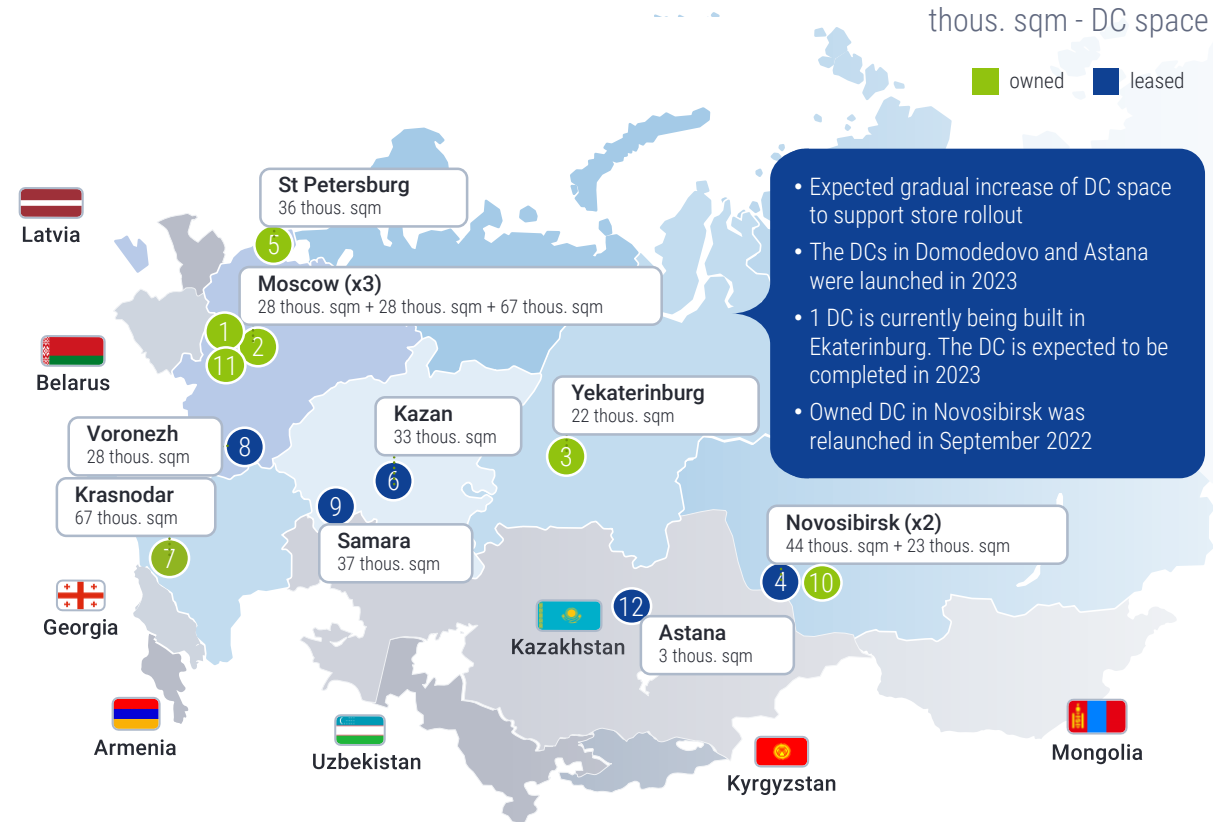 thous. sqm - DC space
owned
leased
Latvia
St Petersburg
36 thous. sqm
5
• Expected gradual increase of DC space
to support store rollout
• The DCs in Domodedovo and Astana
were launched in 2023
• 1 DC is currently being built in
Ekaterinburg. The DC is expected to be
completed in 2023
• Owned DC in Novosibirsk was
relaunched in September 2022
Moscow (x3)
28 thous. sqm + 28 thous. sqm + 67 thous. sqm
1
2
11
Belarus
Yekaterinburg
22 thous. sqm
3
Kazan
33 thous. sqm
6
Voronezh
28 thous. sqm
8
Krasnodar
67 thous. sqm
7
9
Samara
37 thous. sqm
Novosibirsk (x2)
44 thous. sqm + 23 thous. sqm
4
10
Georgia
Kazakhstan
12
Astana
3 thous. sqm
Armenia
Uzbekistan
Kyrgyzstan
Mongolia